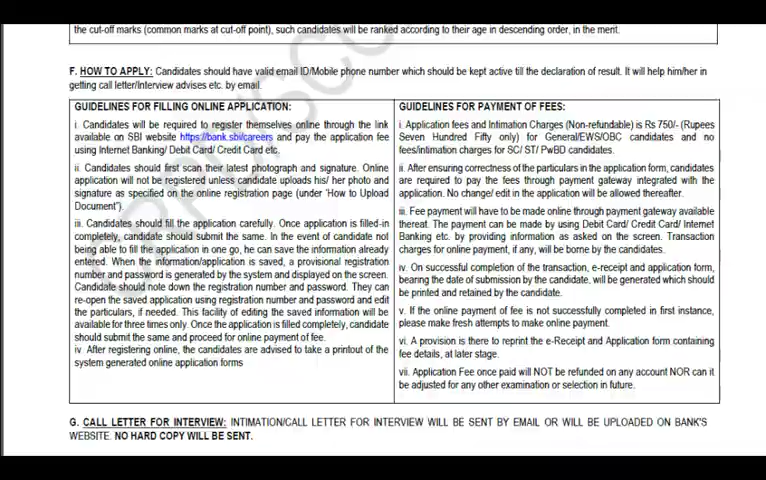 the cut-off marks (common marks at cut-off point), such candidates will be ranked according to their age in descending order, in the merit.
F. HOW TO APPLY: Candidates should have valid email ID/Mobile phone number which should be kept active till the declaration of result. It will help him/her in
getting call letter/interview advises etc. by email.
GUIDELINES FOR FILLING ONLINE APPLICATION:
i. Candidates will be required to register themselves online through the link
available on SBI website https://bank.sbi/careers and pay the application fee
using Internet Banking/ Debit Card/ Credit Card etc.
ii. Candidates should first scan their latest photograph and signature. Online
application will not be registered unless candidate uploads his/ her photo and
signature as specified on the online registration page (under 'How to Upload
Document").
iii. Candidates should fill the application carefully. Once application is filled-in
completely, candidate should submit the same. In the event of candidate not
being able to fill the application in one go, he can save the information already
entered. When the information/application is saved, a provisional registration
number and password is generated by the system and displayed on the screen.
Candidate should note down the registration number and password. They can
re-open the saved application using registration number and password and edit
the particulars, if needed. This facility of editing the saved information will be
available for three times only. Once the application is filled completely, candidate
should submit the same and proceed for online payment of fee.
iv. After registering online, the candidates are advised to take a printout of the
system generated online application forms
GUIDELINES FOR PAYMENT OF FEES:
i. Application fees and Intimation Charges (Non-refundable) is Rs 750/- (Rupees
Seven Hundred Fifty only) for General/EWS/OBC candidates and no
fees/intimation charges for SC/ ST/ PwBD candidates.
ii. After ensuring correctness of the particulars in the application form, candidates
are required to pay the fees through payment gateway integrated with the
application. No change/ edit in the application will be allowed thereafter.
iii. Fee payment will have to be made online through payment gateway available
thereat. The payment can be made by using Debit Card/ Credit Card/ Internet
Banking etc. by providing information as asked on the screen. Transaction
charges for online payment, if any, will be borne by the candidates.
iv. On successful completion of the transaction, e-receipt and application form,
bearing the date of submission by the candidate, will be generated which should
be printed and retained by the candidate.
v. If the online payment of fee is not successfully completed in first instance,
please make fresh attempts to make online payment.
vi. A provision is there to reprint the e-Receipt and Application form containing
fee details, at later stage.
vii. Application Fee once paid will NOT be refunded on any account NOR can it
be adjusted for any other examination or selection in future.
G. CALL LETTER FOR INTERVIEW: INTIMATION/CALL LETTER FOR INTERVIEW WILL BE SENT BY EMAIL OR WILL BE UPLOADED ON BANK'S
WEBSITE. NO HARD COPY WILL BE SENT.